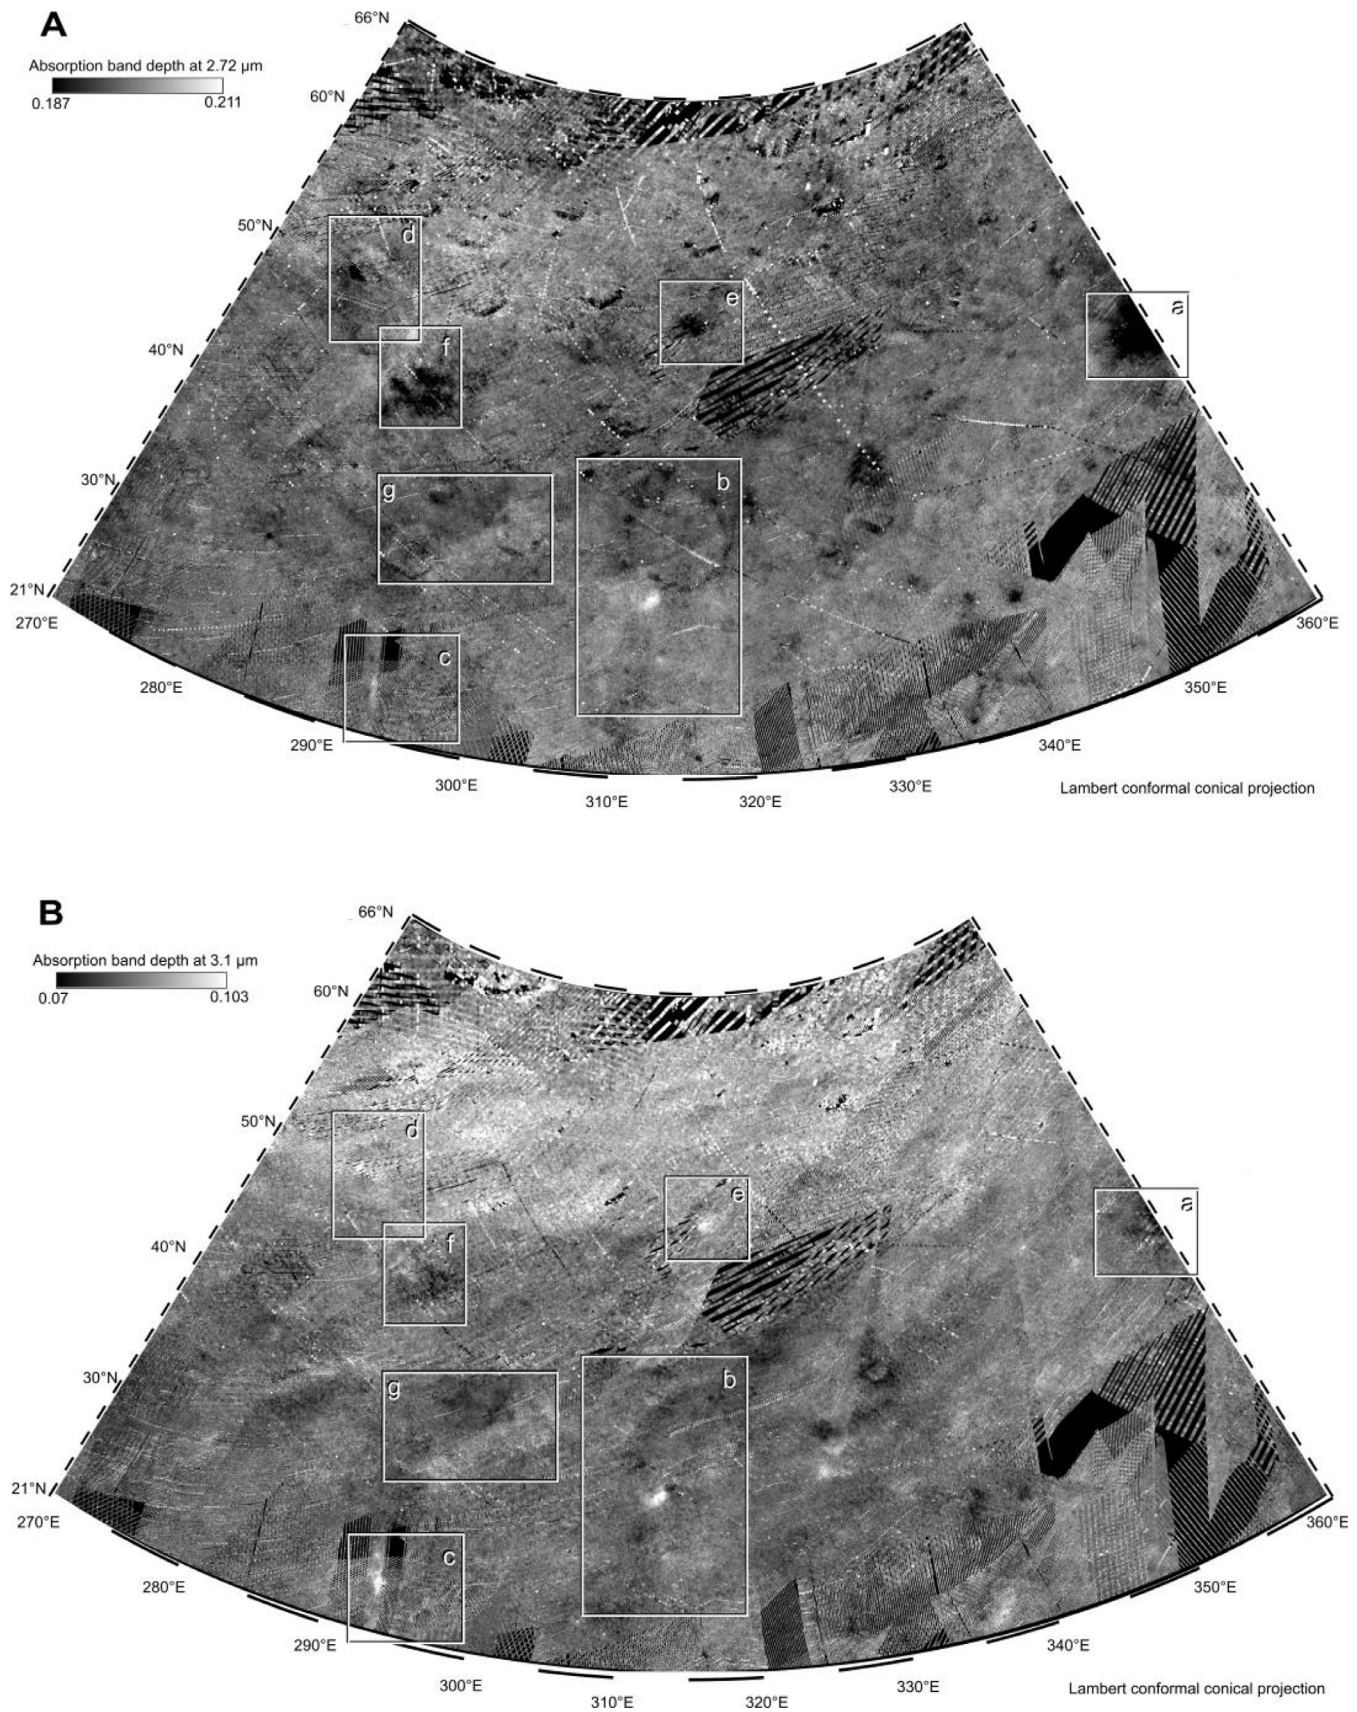 A
66°N
Absorption band depth at 2.72 µm
0.187 0.211
60°N
50°N
d
e
a
40°N
f
30°N
g
b
21°N
270°E
360°E
c
280°E
350°E
290°E
340°E
300°E
330°E
310°E
320°E
Lambert conformal conical projection
B
66°N
Absorption band depth at 3.1 µm
0.07 0.103
60°N
50°N
d
e
a
40°N
f
30°N
g
b
21°N
270°E
360°E
c
280°E
350°E
290°E
340°E
300°E
330°E
310°E
320°E
Lambert conformal conical projection